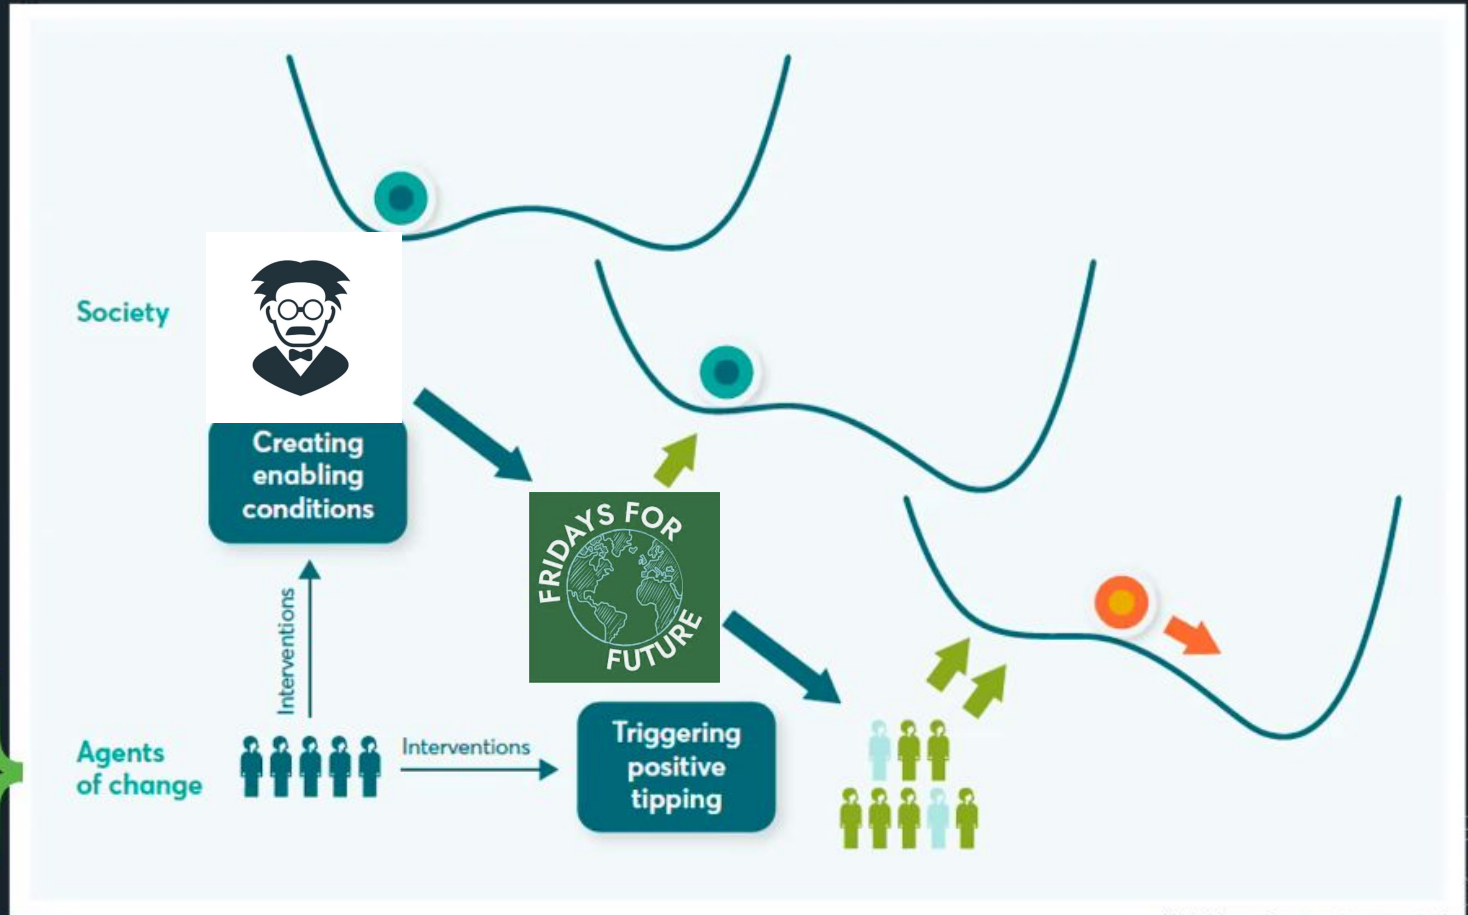 Society
Creating
enabling
conditions
FRIDAYS FOR
FUTURE
Interventions
Agents
of change
Interventions
Triggering
positive
tipping